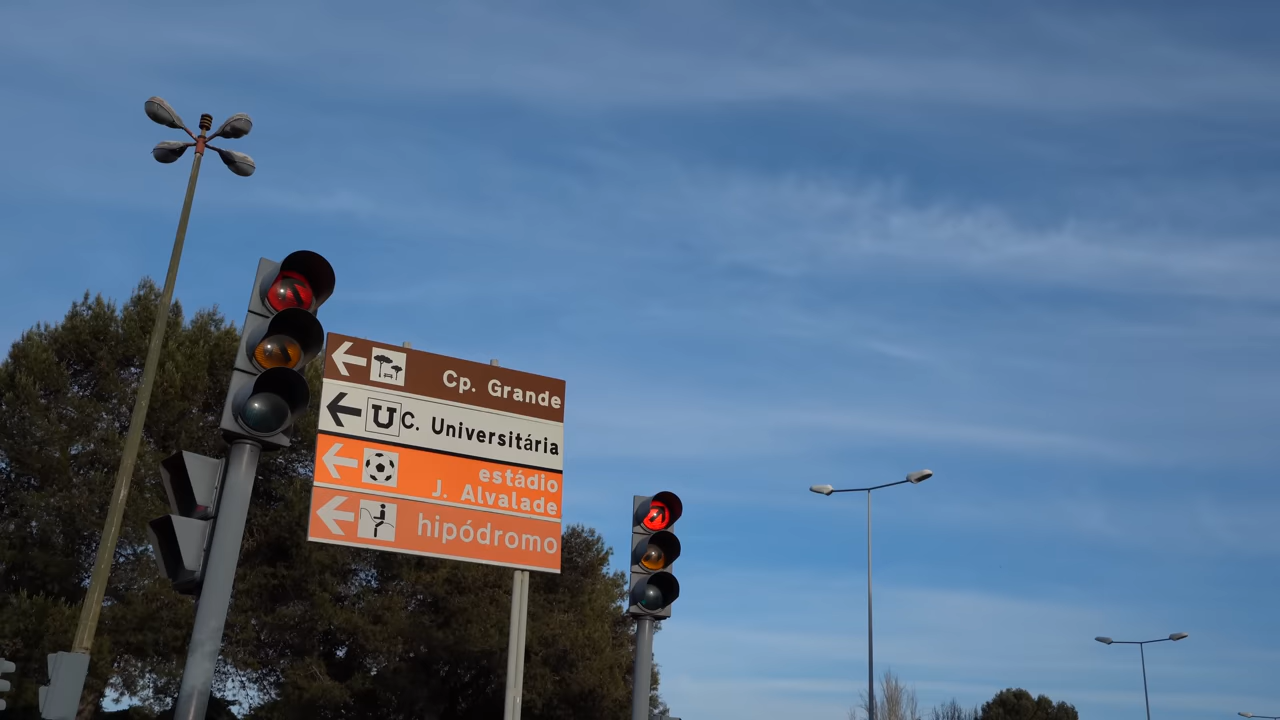 Cp. Grande
U C. Universitária
estádio
J. Alvalade
hipódromo